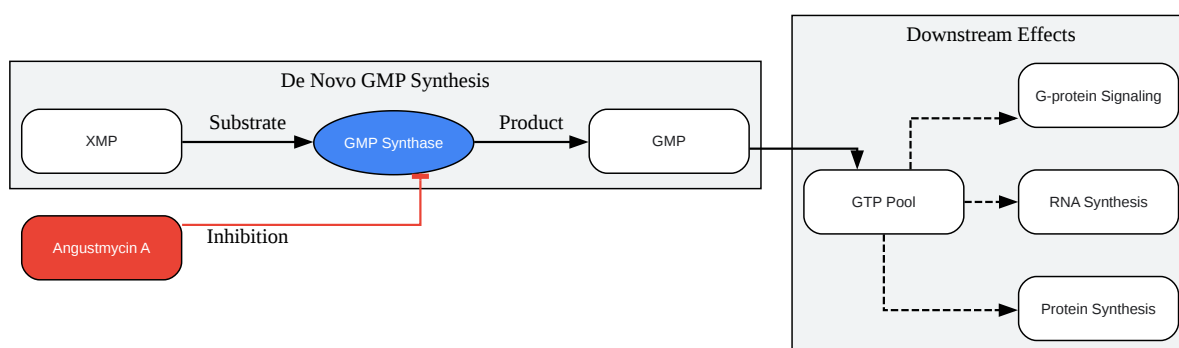 Downstream Effects
De Novo GMP Synthesis
G-protein Signaling
XMP
Substrate
GMP Synthase
Product
GMP
GTP Pool
RNA Synthesis
Angustmycin A
Inhibition
Protein Synthesis